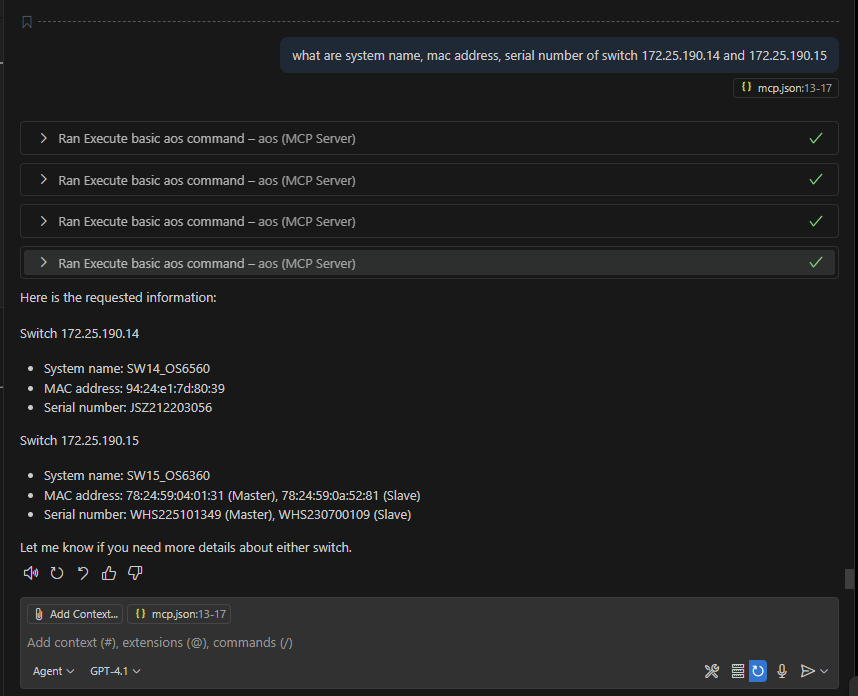 what are system name, mac address, serial number of switch 172.25.190.14 and 172.25.190.15
{} mcp.json:13-17
Ran Execute basic aos command – aos (MCP Server)
Ran Execute basic aos command – aos (MCP Server)
Ran Execute basic aos command – aos (MCP Server)
Ran Execute basic aos command – aos (MCP Server)
Here is the requested information:
Switch 172.25.190.14
• System name: SW14_OS6560
• MAC address: 94:24:e1:7d:80:39
• Serial number: JSZ212203056
Switch 172.25.190.15
• System name: SW15_OS6360
• MAC address: 78:24:59:04:01:31 (Master), 78:24:59:0a:52:81 (Slave)
• Serial number: WHS225101349 (Master), WHS230700109 (Slave)
Let me know if you need more details about either switch.
Add Context... {} mcp.json:13-17
Add context (#), extensions (@), commands (/)
Agent GPT-4.1